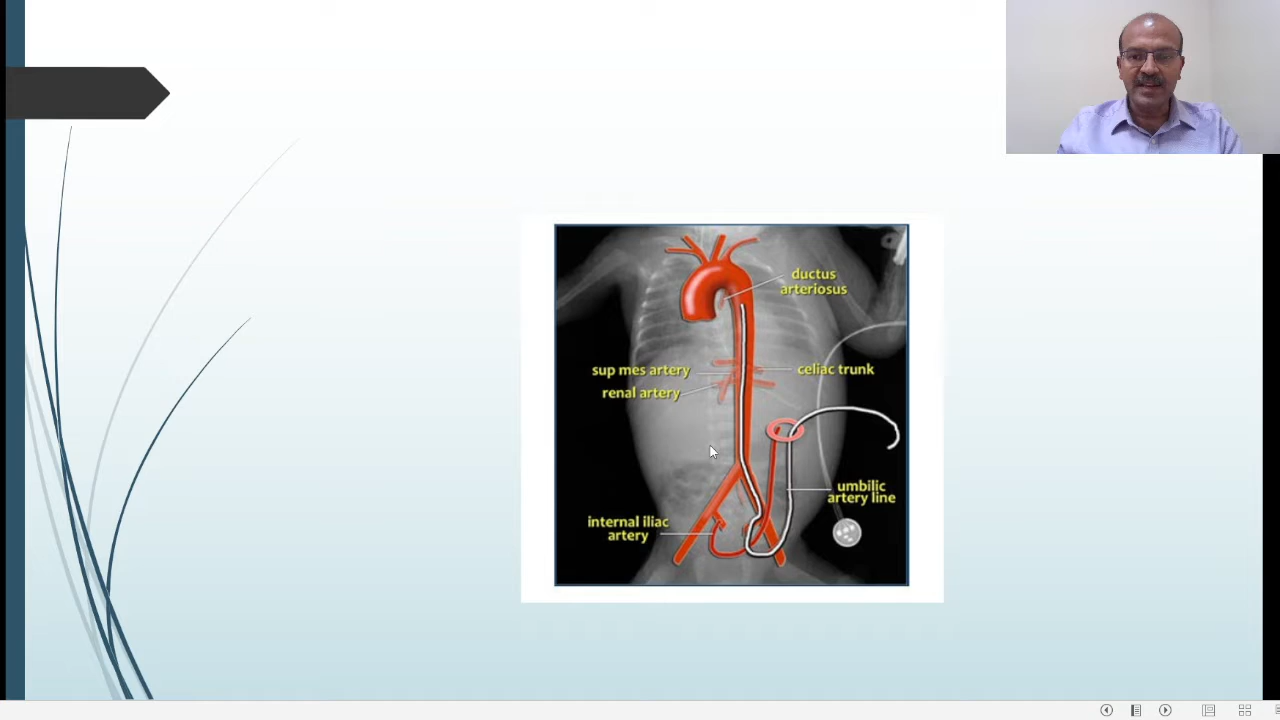 ductus
arteriosus
sup mes artery
celiac trunk
renal artery
umbilic
artery line
internal iliac
artery